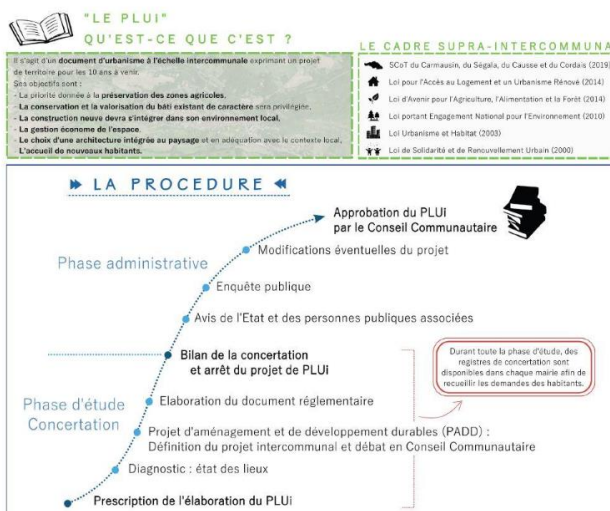 "LE PLUI"
QU'EST-CE QUE C'EST ?
Il s'agit d'un document d'urbanisme à l'échelle intercommunale exprimant un projet
de territoire pour les 10 ans à venir.
Ses objectifs sont :
- La priorité donnée à la préservation des zones agricoles,
- La conservation et la valorisation du bâti existant de caractère sera privilégiée,
- La construction neuve devra s'intégrer dans son environnement local,
- La gestion économe de l'espace,
- Le choix d'une architecture intégrée au paysage et en adéquation avec le contexte local,
- L'accueil de nouveaux habitants.
LE CADRE SUPRA-INTERCOMMUNA
SCoT du Carmausin, du Ségala, du Causse et du Cordais (2019)
Loi pour l'Accès au Logement et un Urbanisme Rénové (2014)
Loi d'Avenir pour l'Agriculture, l'Alimentation et la Forêt (2014)
Loi portant Engagement National pour l'Environnement (2010)
Loi Urbanisme et Habitat (2003)
Loi de Solidarité et de Renouvellement Urbain (2000)
LA PROCEDURE
Approbation du PLUi
par le Conseil Communautaire
Modifications éventuelles du projet
Phase administrative
Enquête publique
Avis de l'Etat et des personnes publiques associées
Bilan de la concertation
et arrêt du projet de PLUi
Durant toute la phase d'étude, des
registres de concertation sont
disponibles dans chaque mairie afin de
recueillir les demandes des habitants.
Phase d'étude
Concertation
Elaboration du document réglementaire
Projet d'aménagement et de développement durables (PADD) :
Définition du projet intercommunal et débat en Conseil Communautaire
Diagnostic : état des lieux
Prescription de l'élaboration du PLUi